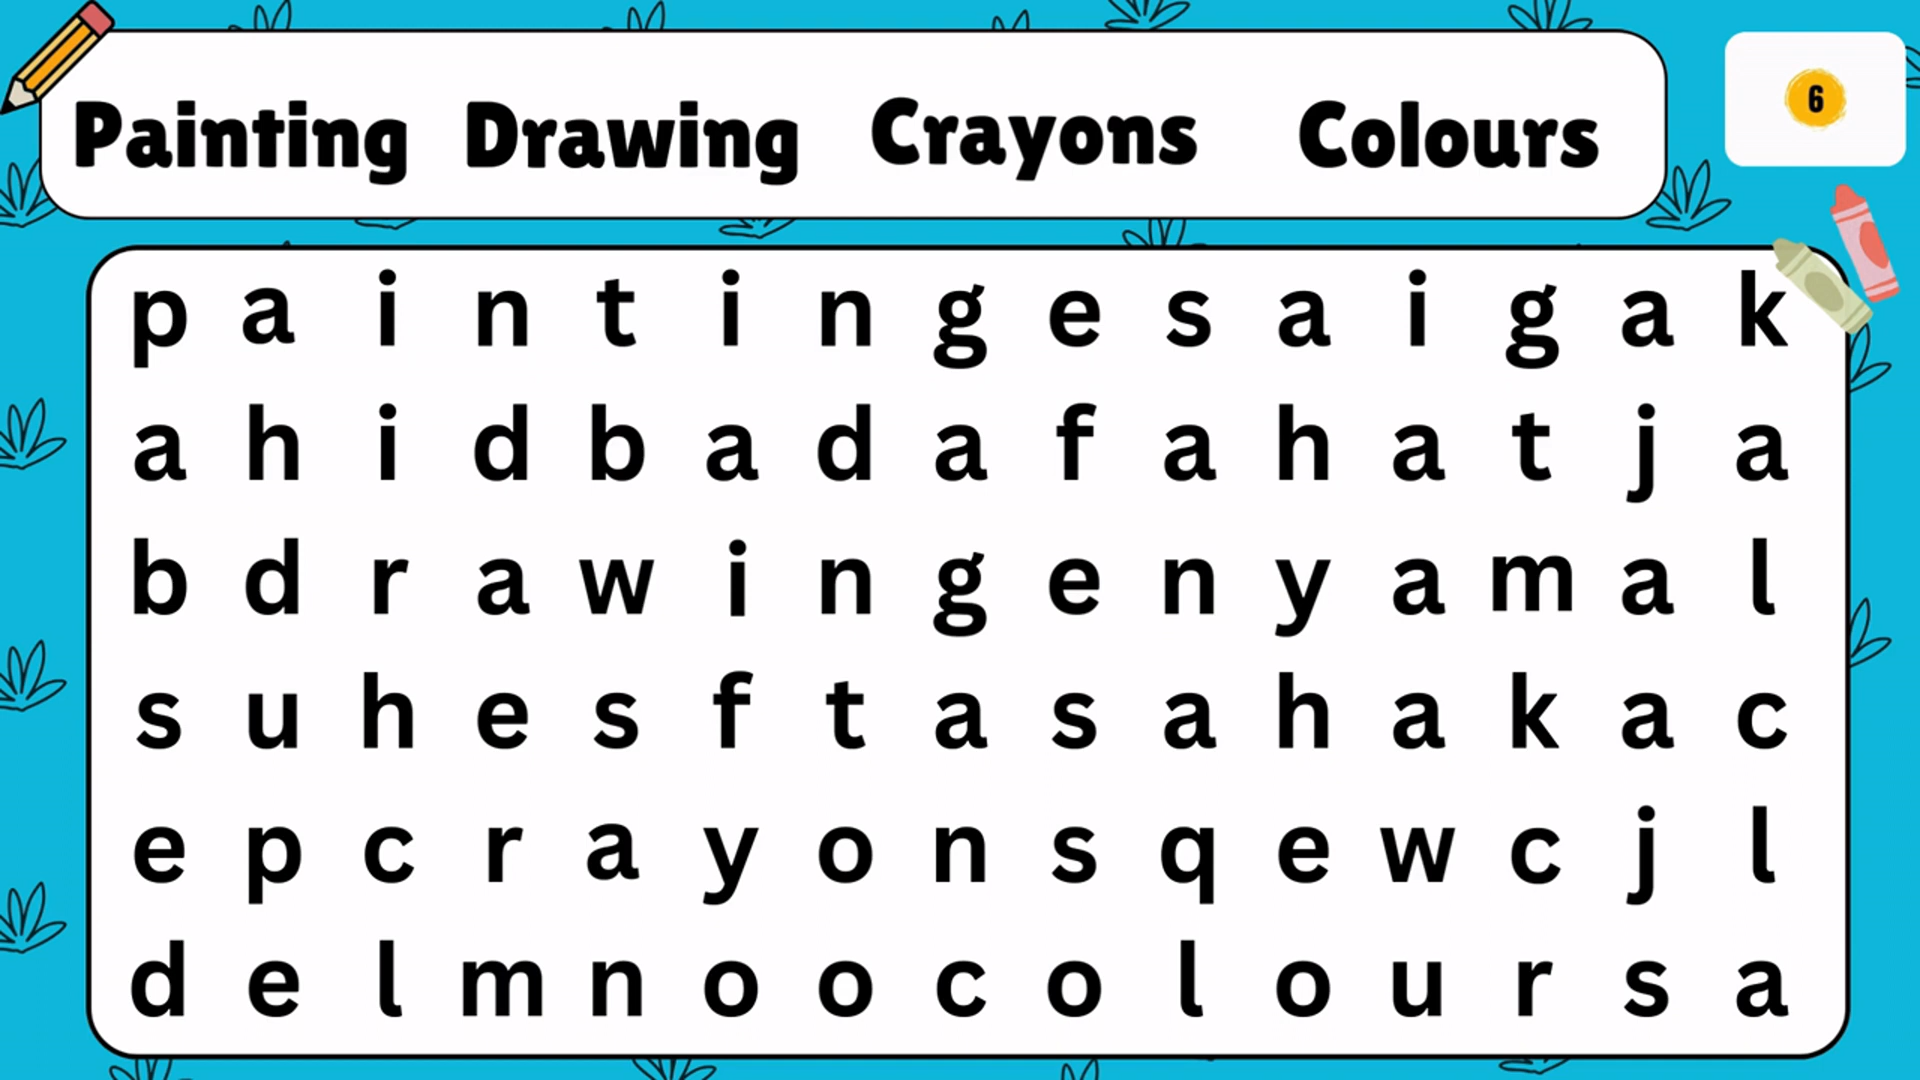 Painting Drawing Crayons Colours
6
p a i n t i n g e s a i g a k
a h i d b a d a f a h a t j a
b d r a w i n g e n y a m a l
s u h e s f t a s a h a k a c
e p c r a y o n s q e w c j l
d e l m n o o c o l o u r s a